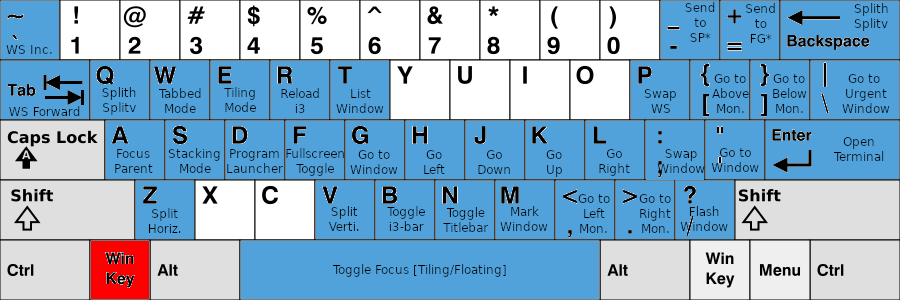 ~ ` WS Inc.
! 1
@ 2
# 3
$ 4
% 5
^ 6
& 7
* 8
( 9
) 0
_ - Send to SP*
+ = Send to FG*
Backspace Splith Splitv
Tab WS Forward
Q Splith Splitv
W Tabbed Mode
E Tiling Mode
R Reload i3
T List Window
Y
U
I
O
P Swap WS
{ [ Go to Above Mon.
} ] Go to Below Mon.
| \ Go to Urgent Window
Caps Lock A
A Focus Parent
S Stacking Mode
D Program Launcher
F Fullscreen Toggle
G Go to Window
H Go Left
J Go Down
K Go Up
L Go Right
: ; Swap Window
" ' Go to Window
Enter Open Terminal
Shift
Z Split Horiz.
X
C
V Split Verti.
B Toggle i3-bar
N Toggle Titlebar
M Mark Window
< , Go to Left Mon.
> . Go to Right Mon.
? / Flash Window
Shift
Ctrl
Win Key
Alt
Toggle Focus [Tiling/Floating]
Alt
Win Key
Menu
Ctrl